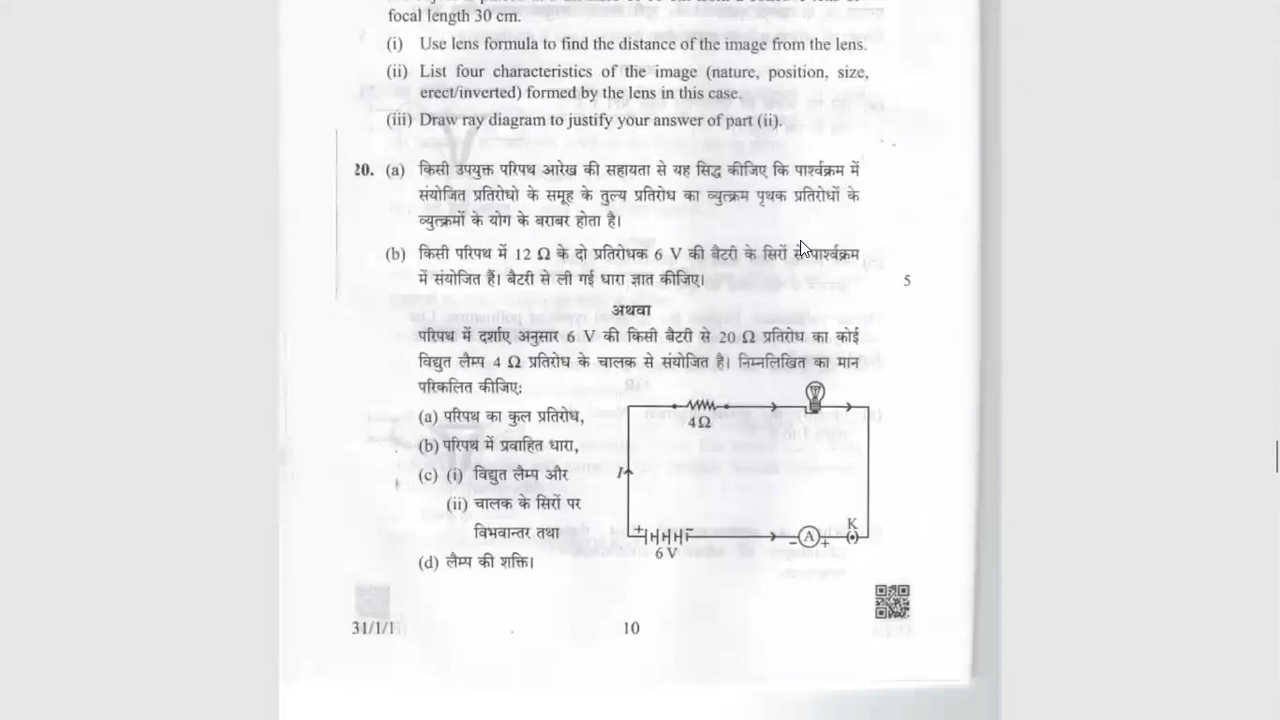 focal length 30 cm.
(i) Use lens formula to find the distance of the image from the lens.
(ii) List four characteristics of the image (nature, position, size,
erect/inverted) formed by the lens in this case.
(iii) Draw ray diagram to justify your answer of part (ii).
20. (a) किसी उपयुक्त परिपथ आरेख की सहायता से यह सिद्ध कीजिए कि पार्श्वक्रम में
संयोजित प्रतिरोधों के समूह के तुल्य प्रतिरोध का व्युत्क्रम पृथक प्रतिरोधों के
व्युत्क्रमों के योग के बराबर होता है।
(b) किसी परिपथ में 12 Ω के दो प्रतिरोधक 6 V की बैटरी के सिरों से पार्श्वक्रम
में संयोजित हैं। बैटरी से ली गई धारा ज्ञात कीजिए। 5
अथवा
परिपथ में दर्शाए अनुसार 6 V की किसी बैटरी से 20 Ω प्रतिरोध का कोई
विद्युत लैम्प 4 Ω प्रतिरोध के चालक से संयोजित है। निम्नलिखित का मान
परिकलित कीजिए:
(a) परिपथ का कुल प्रतिरोध,
(b) परिपथ में प्रवाहित धारा,
(c) (i) विद्युत लैम्प और
(ii) चालक के सिरों पर
विभवान्तर तथा
(d) लैम्प की शक्ति।
4Ω
I
+ −
6 V
− A +
K
31/1/1
10